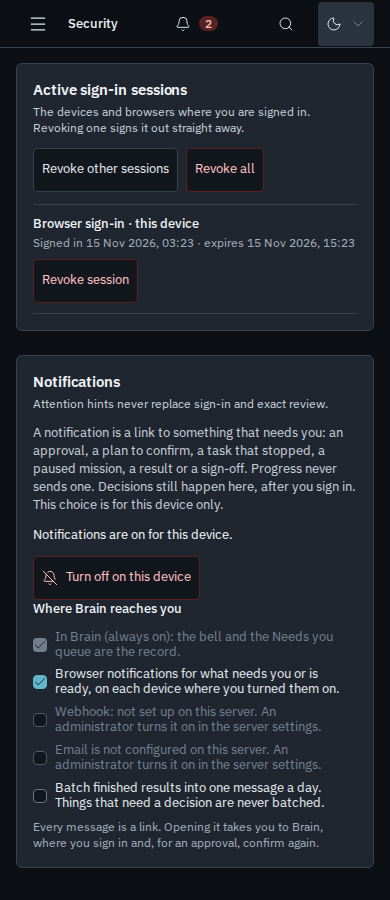 Security
2
Active sign-in sessions
The devices and browsers where you are signed in.
Revoking one signs it out straight away.
Revoke other sessions
Revoke all
Browser sign-in · this device
Signed in 15 Nov 2026, 03:23 · expires 15 Nov 2026, 15:23
Revoke session
Notifications
Attention hints never replace sign-in and exact review.
A notification is a link to something that needs you: an
approval, a plan to confirm, a task that stopped, a
paused mission, a result or a sign-off. Progress never
sends one. Decisions still happen here, after you sign in.
This choice is for this device only.
Notifications are on for this device.
Turn off on this device
Where Brain reaches you
In Brain (always on): the bell and the Needs you
queue are the record.
Browser notifications for what needs you or is
ready, on each device where you turned them on.
Webhook: not set up on this server. An
administrator turns it on in the server settings.
Email is not configured on this server. An
administrator turns it on in the server settings.
Batch finished results into one message a day.
Things that need a decision are never batched.
Every message is a link. Opening it takes you to Brain,
where you sign in and, for an approval, confirm again.